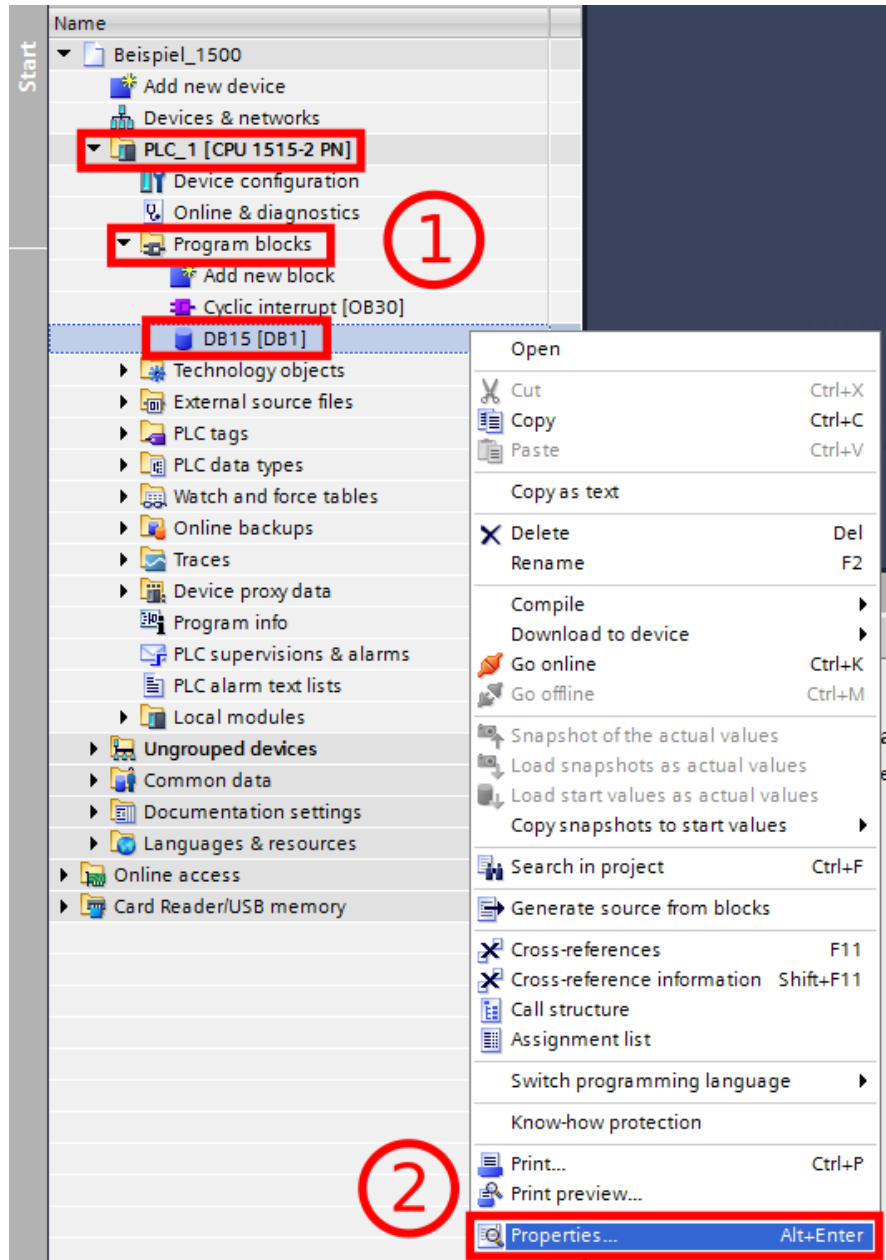 Name
Start
Beispiel_1500
Add new device
Devices & networks
PLC_1 [CPU 1515-2 PN]
Device configuration
Online & diagnostics
Program blocks
1
Add new block
Cyclic interrupt [OB30]
DB15 [DB1]
Technology objects
External source files
PLC tags
PLC data types
Watch and force tables
Online backups
Traces
Device proxy data
Program info
PLC supervisions & alarms
PLC alarm text lists
Local modules
Ungrouped devices
Common data
Documentation settings
Languages & resources
Online access
Card Reader/USB memory
Open
Cut Ctrl+X
Copy Ctrl+C
Paste Ctrl+V
Copy as text
Delete Del
Rename F2
Compile
Download to device
Go online Ctrl+K
Go offline Ctrl+M
Snapshot of the actual values
Load snapshots as actual values
Load start values as actual values
Copy snapshots to start values
Search in project Ctrl+F
Generate source from blocks
Cross-references F11
Cross-reference information Shift+F11
Call structure
Assignment list
Switch programming language
Know-how protection
2
Print... Ctrl+P
Print preview...
Properties... Alt+Enter